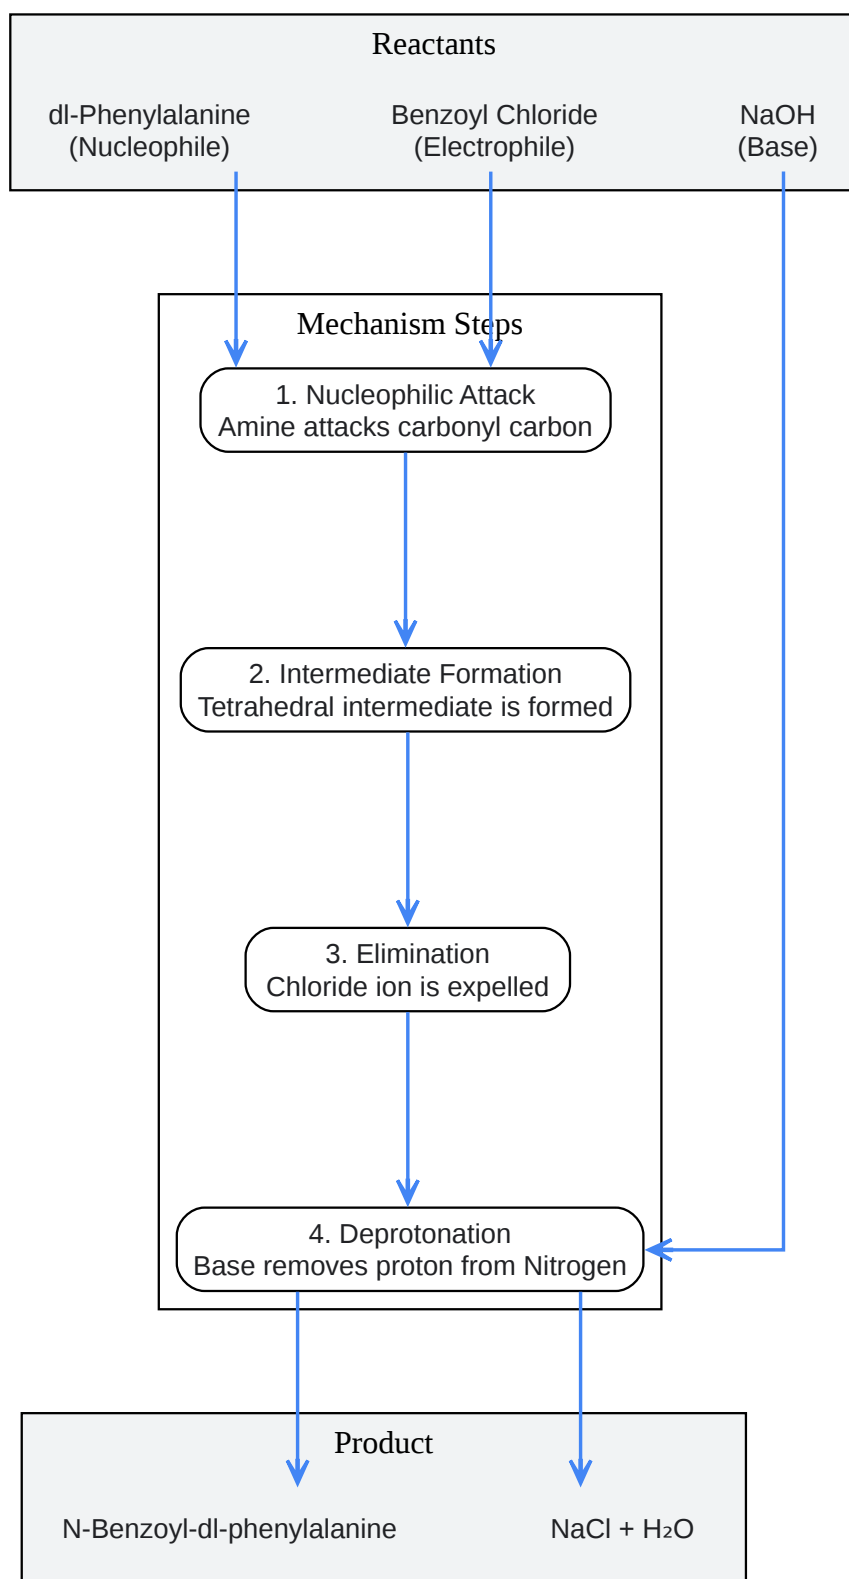 Reactants
dl-Phenylalanine
(Nucleophile)
Benzoyl Chloride
(Electrophile)
NaOH
(Base)
Mechanism Steps
1. Nucleophilic Attack
Amine attacks carbonyl carbon
2. Intermediate Formation
Tetrahedral intermediate is formed
3. Elimination
Chloride ion is expelled
4. Deprotonation
Base removes proton from Nitrogen
Product
N-Benzoyl-dl-phenylalanine
NaCl + H₂O